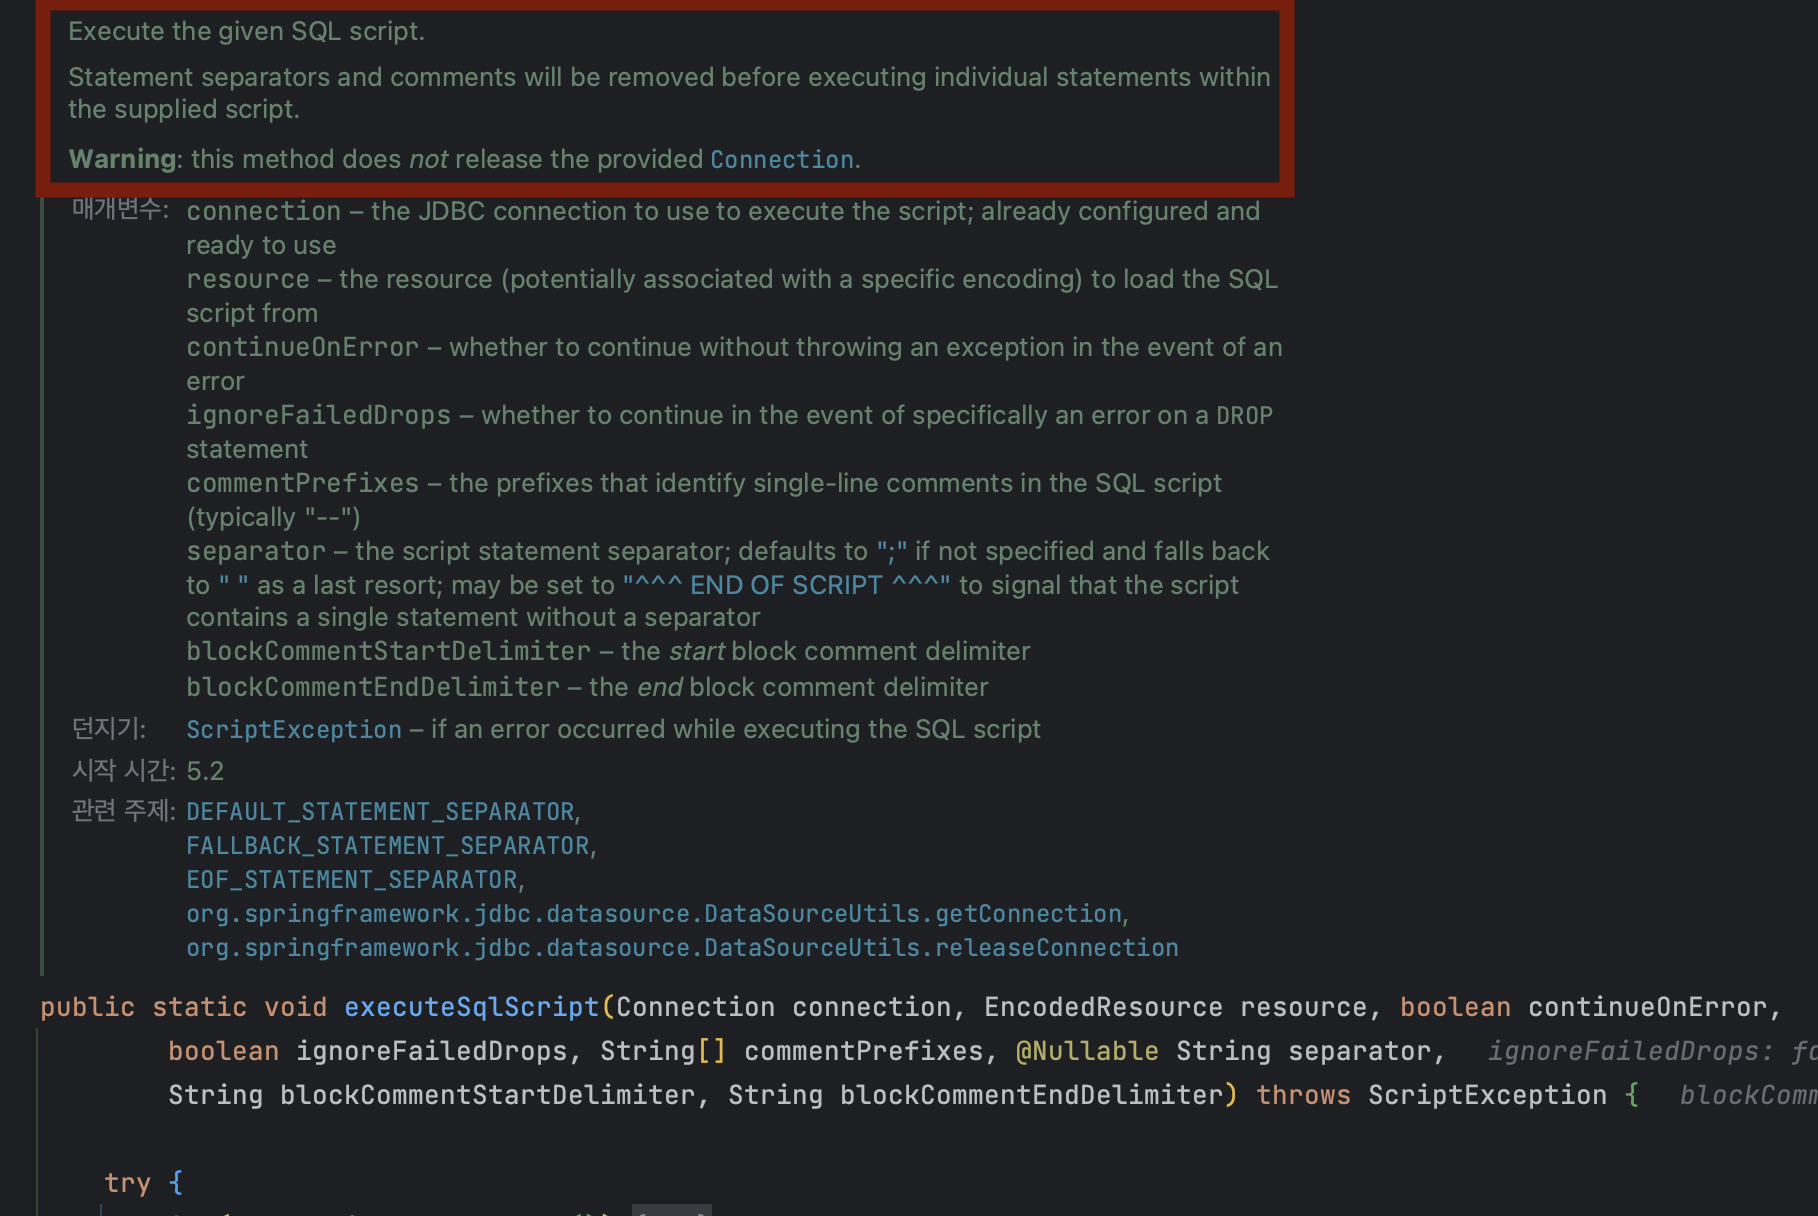 Execute the given SQL script.
Statement separators and comments will be removed before executing individual statements within
the supplied script.
Warning: this method does not release the provided Connection.
매개변수: connection – the JDBC connection to use to execute the script; already configured and
ready to use
resource – the resource (potentially associated with a specific encoding) to load the SQL
script from
continueOnError – whether to continue without throwing an exception in the event of an
error
ignoreFailedDrops – whether to continue in the event of specifically an error on a DROP
statement
commentPrefixes – the prefixes that identify single-line comments in the SQL script
(typically "--")
separator – the script statement separator; defaults to ";" if not specified and falls back
to " " as a last resort; may be set to "^^^ END OF SCRIPT ^^^" to signal that the script
contains a single statement without a separator
blockCommentStartDelimiter – the start block comment delimiter
blockCommentEndDelimiter – the end block comment delimiter
던지기: ScriptException – if an error occurred while executing the SQL script
시작 시간: 5.2
관련 주제: DEFAULT_STATEMENT_SEPARATOR,
FALLBACK_STATEMENT_SEPARATOR,
EOF_STATEMENT_SEPARATOR,
org.springframework.jdbc.datasource.DataSourceUtils.getConnection,
org.springframework.jdbc.datasource.DataSourceUtils.releaseConnection
public static void executeSqlScript(Connection connection, EncodedResource resource, boolean continueOnError,
boolean ignoreFailedDrops, String[] commentPrefixes, @Nullable String separator, ignoreFailedDrops:
String blockCommentStartDelimiter, String blockCommentEndDelimiter) throws ScriptException {
try {